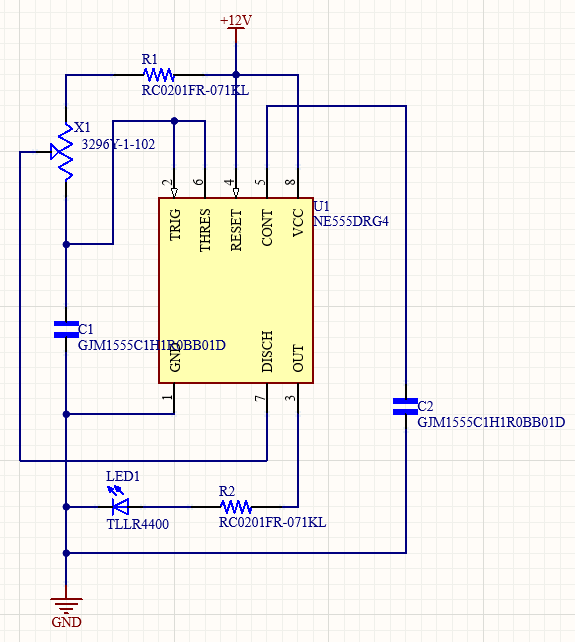 +12V
R1
RC0201FR-071KL
X1
3296Y-1-102
2
6
4
5
8
U1
NE555DRG4
TRIG
THRES
RESET
CONT
VCC
C1
GJM1555C1H1R0BB01D
GND
DISCH
OUT
1
7
3
C2
GJM1555C1H1R0BB01D
LED1
TLLR4400
R2
RC0201FR-071KL
GND